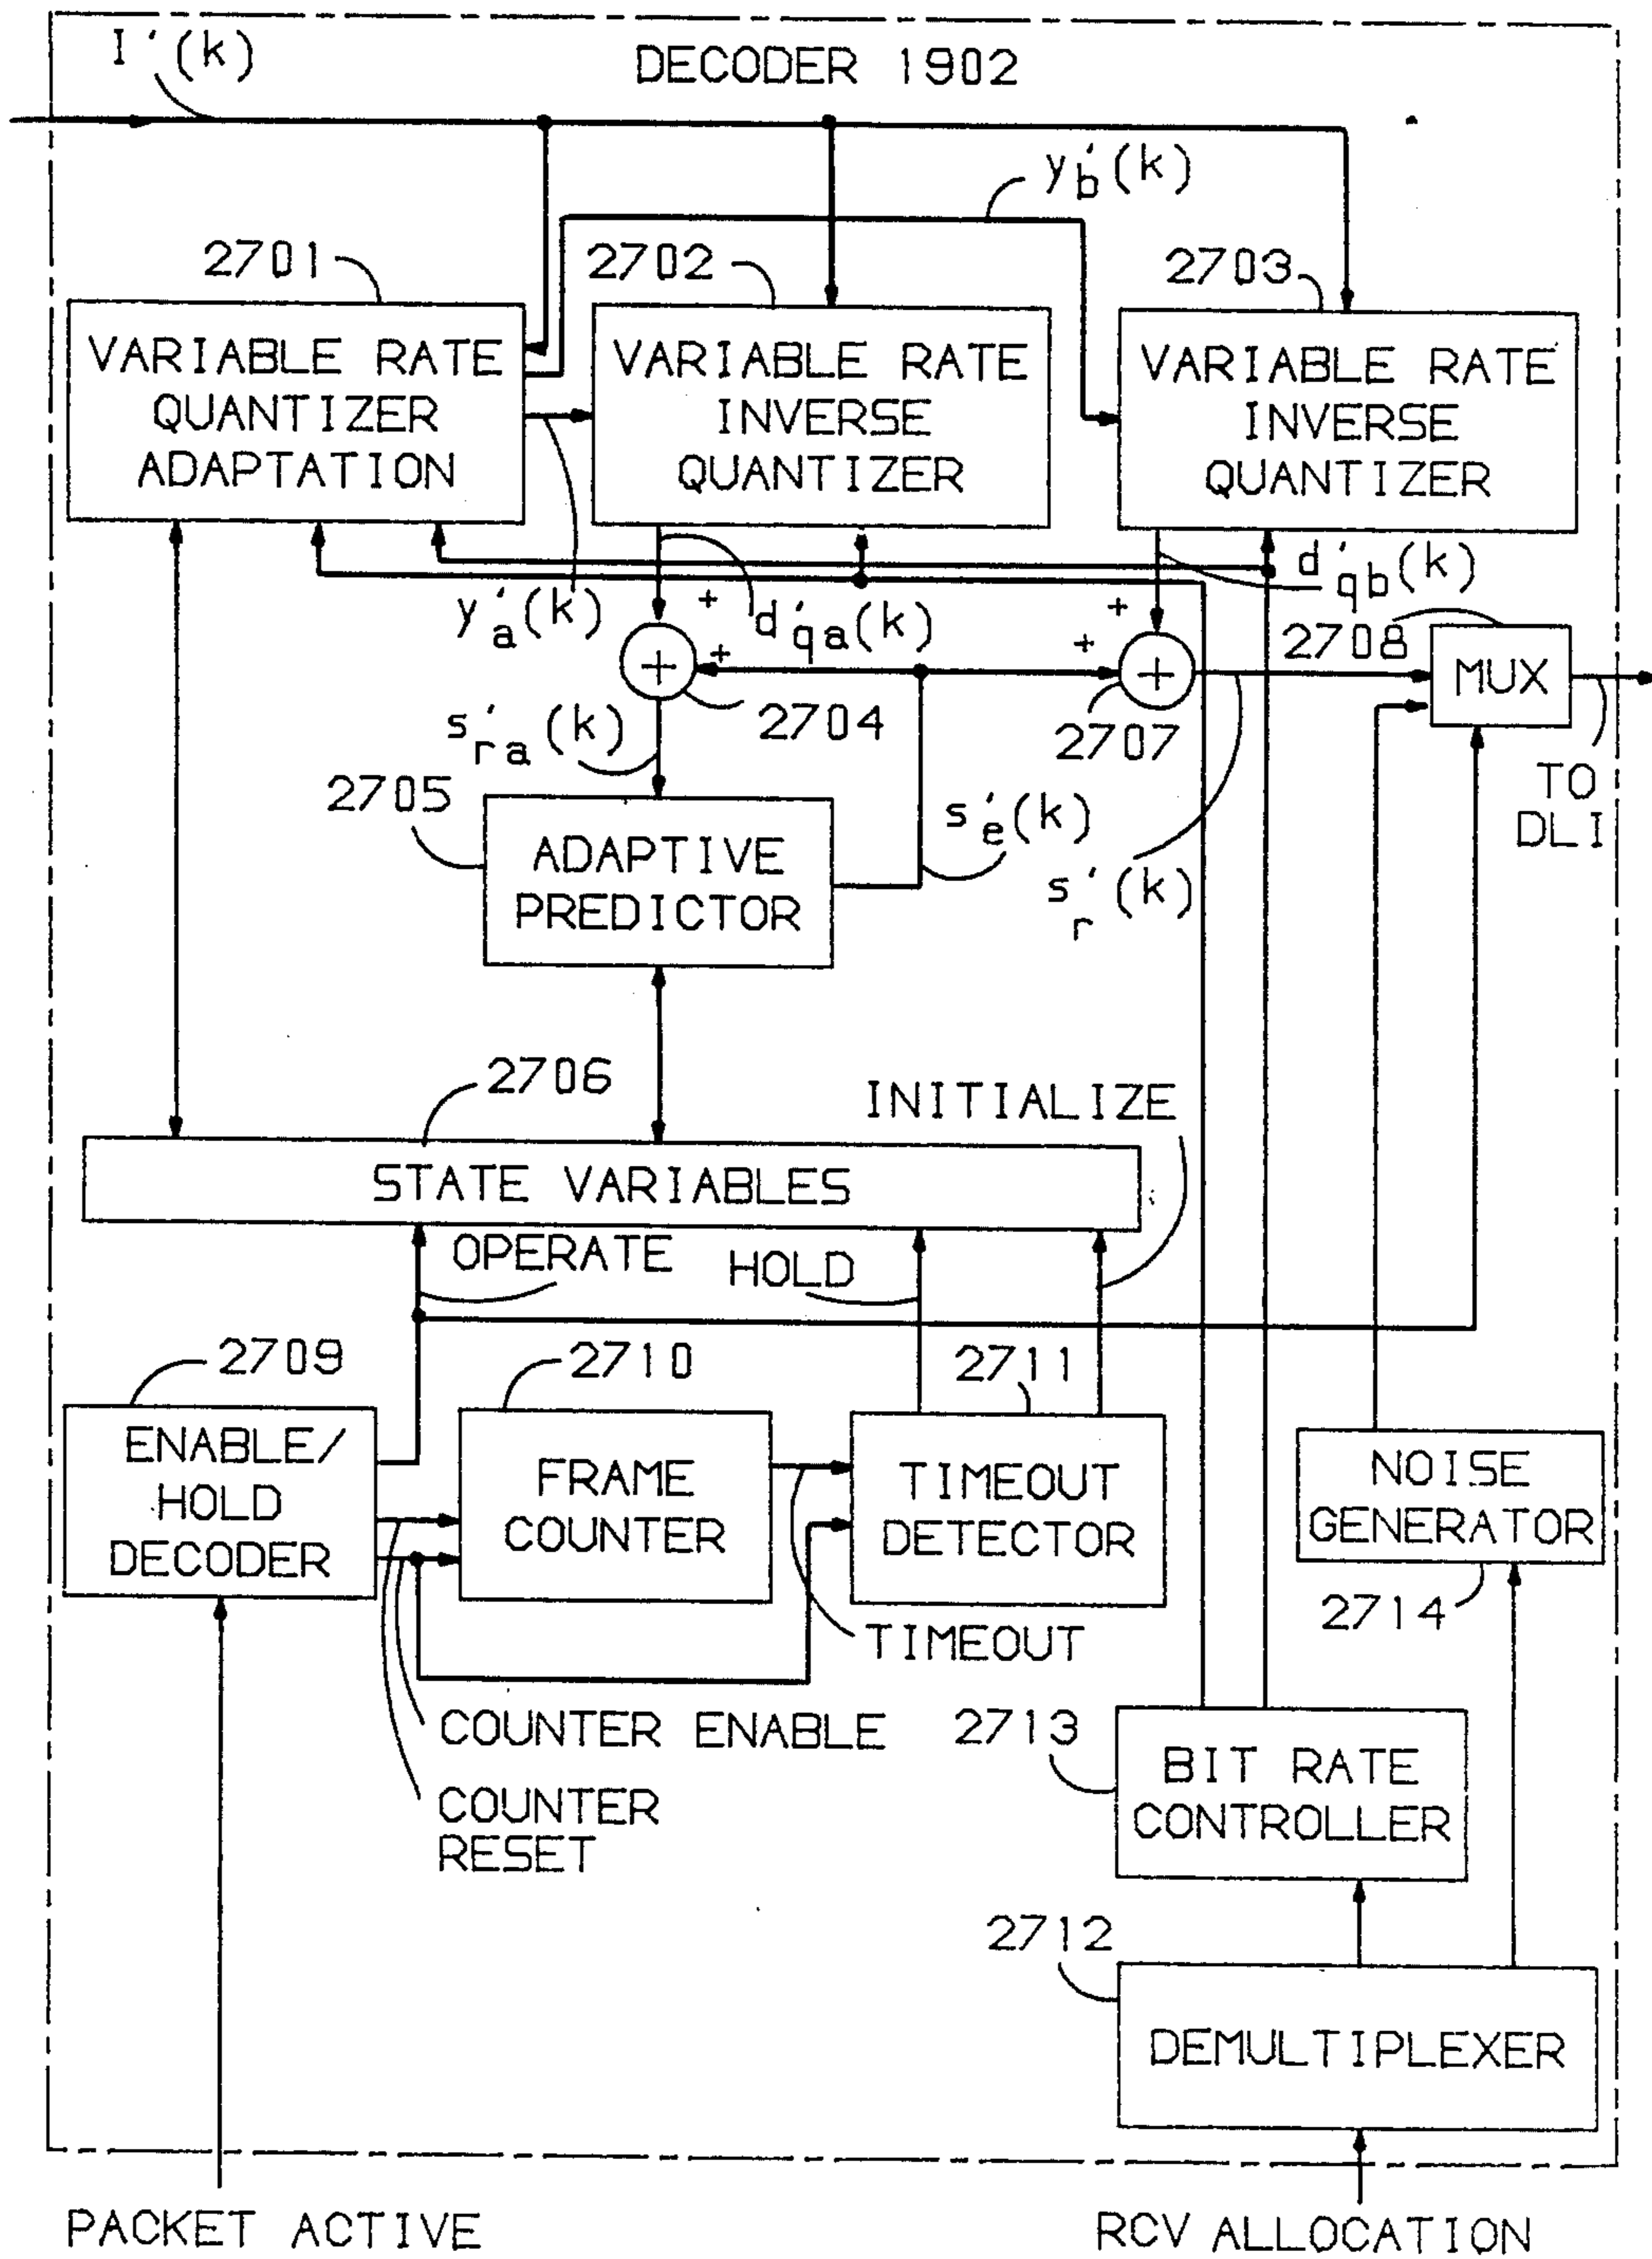 I'(k)
DECODER 1902
y'b(k)
2701
2702
2703
VARIABLE RATE
QUANTIZER
ADAPTATION
VARIABLE RATE
INVERSE
QUANTIZER
VARIABLE RATE
INVERSE
QUANTIZER
y'a(k)
+
d'qa(k)
+
d'qb(k)
2708
+
+
+
+
MUX
s'ra(k)
2704
2707
TO
DLI
2705
ADAPTIVE
PREDICTOR
s'e(k)
s'r(k)
2706
INITIALIZE
STATE VARIABLES
OPERATE
HOLD
2709
2710
2711
ENABLE/
HOLD
DECODER
FRAME
COUNTER
TIMEOUT
DETECTOR
NOISE
GENERATOR
2714
TIMEOUT
COUNTER ENABLE
COUNTER
RESET
2713
BIT RATE
CONTROLLER
2712
DEMULTIPLEXER
PACKET ACTIVE
RCV ALLOCATION